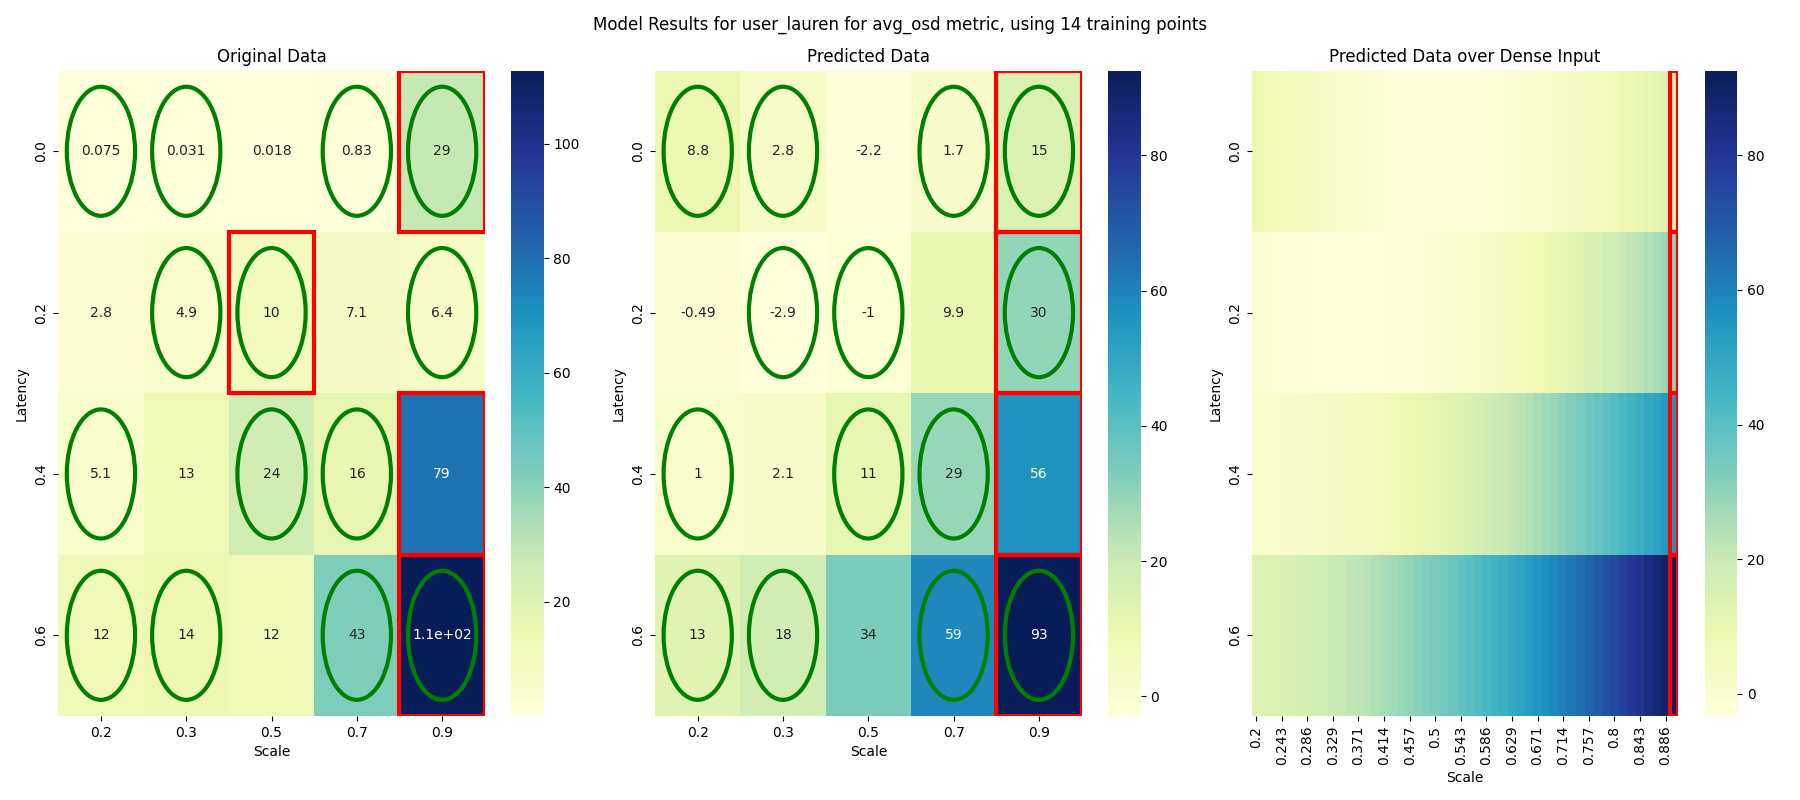 Model Results for user_lauren for avg_osd metric, using 14 training points
Original Data
0.0 0.075 0.031 0.018 0.83 29
0.2 2.8 4.9 10 7.1 6.4
0.4 5.1 13 24 16 79
0.6 12 14 12 43 1.1e+02
Latency
0.2 0.3 0.5 0.7 0.9
Scale
100
80
60
40
20
Predicted Data
0.0 8.8 2.8 -2.2 1.7 15
0.2 -0.49 -2.9 -1 9.9 30
0.4 1 2.1 11 29 56
0.6 13 18 34 59 93
Latency
0.2 0.3 0.5 0.7 0.9
Scale
80
60
40
20
0
Predicted Data over Dense Input
0.0
0.2
0.4
0.6
Latency
0.2 0.243 0.286 0.329 0.371 0.414 0.457 0.5 0.543 0.586 0.629 0.671 0.714 0.757 0.8 0.843 0.886
Scale
80
60
40
20
0